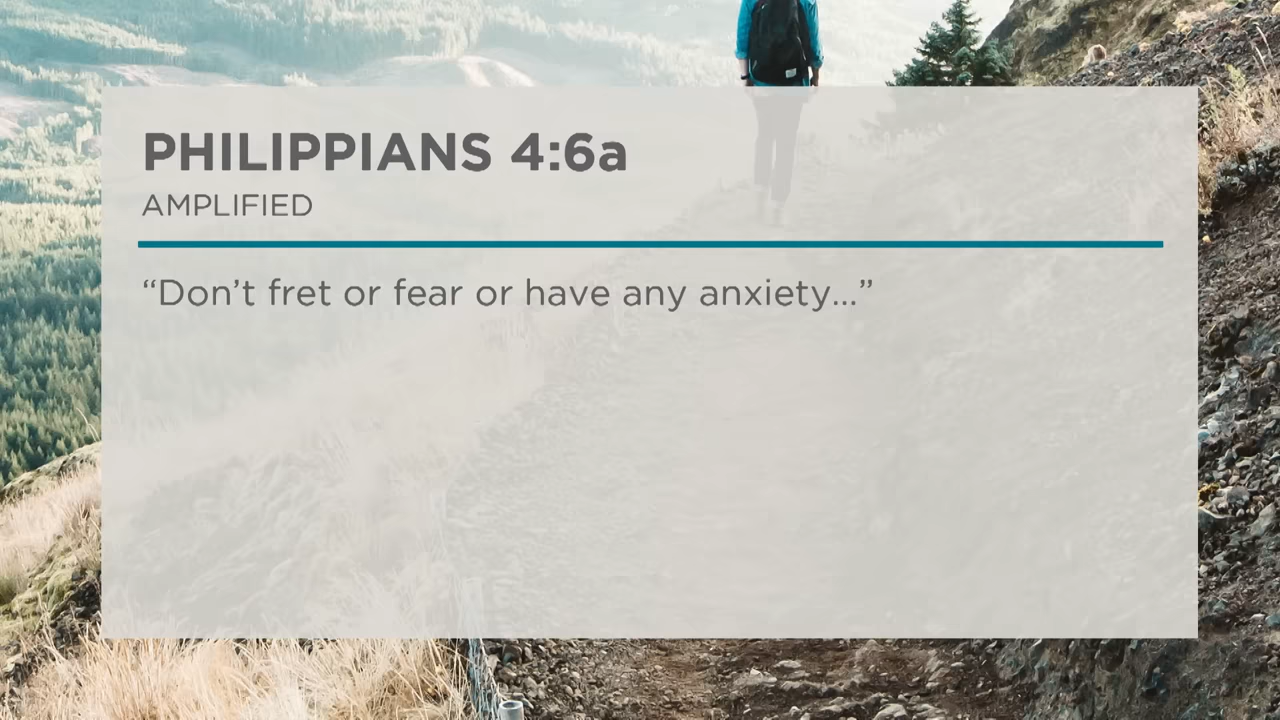 PHILIPPIANS 4:6a
AMPLIFIED
“Don’t fret or fear or have any anxiety...”